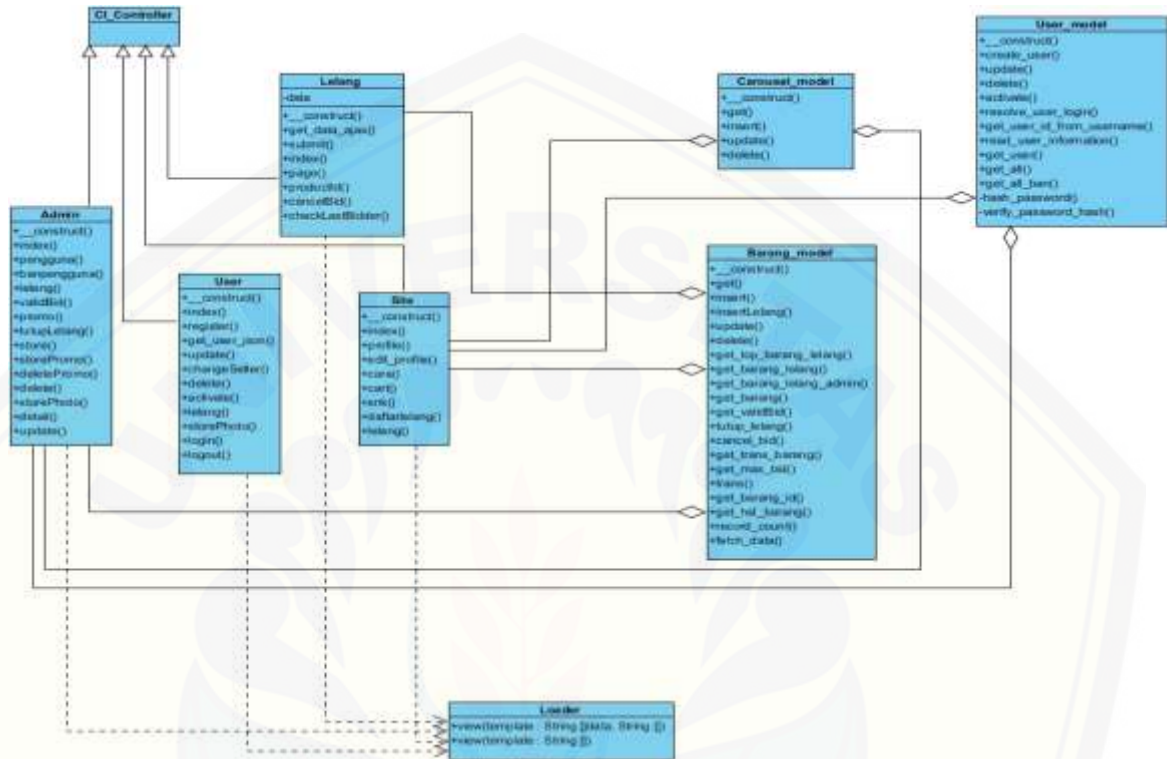 CI_Controller
Lelang
-data
+__construct()
+get_data_ajax()
+submit()
+index()
+page()
+productId()
+cancelBid()
+checkLastBidder()
Carousel_model
+__construct()
+get()
+insert()
+update()
+delete()
User_model
+__construct()
+create_user()
+update()
+delete()
+activate()
+resolve_user_login()
+get_user_id_from_username()
+read_user_information()
+get_user()
+get_all()
+get_all_ban()
-hash_password()
-verify_password_hash()
Admin
+__construct()
+index()
+pengguna()
+banpengguna()
+lelang()
+validBid()
+promo()
+tutupLelang()
+store()
+storePromo()
+deletePromo()
+delete()
+storePhoto()
+detail()
+update()
User
+__construct()
+index()
+register()
+get_user_json()
+update()
+changeSeller()
+delete()
+activate()
+lelang()
+storePhoto()
+login()
+logout()
Site
+__construct()
+index()
+profile()
+edit_profile()
+cara()
+cari()
+snk()
+daftarlelang()
+lelang()
Barang_model
+__construct()
+get()
+insert()
+insertLelang()
+update()
+delete()
+get_top_barang_lelang()
+get_barang_lelang()
+get_barang_lelang_admin()
+get_barang()
+get_validBid()
+tutup_lelang()
+cancel_bid()
+get_trans_barang()
+get_max_bid()
+trans()
+get_barang_id()
+get_hst_barang()
+record_count()
+fetch_data()
Loader
+view(template : String [],data, String [])
+view(template : String [])
UNIVERSITAS